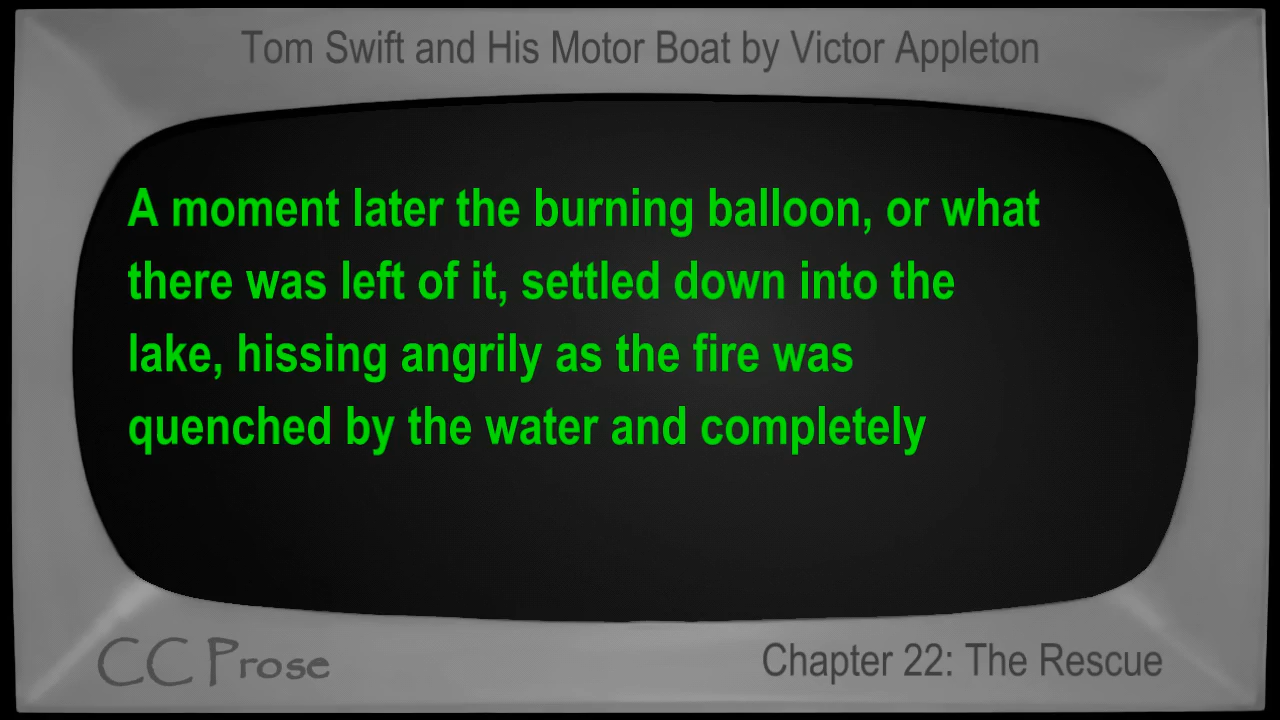 Tom Swift and His Motor Boat by Victor Appleton
A moment later the burning balloon, or what
there was left of it, settled down into the
lake, hissing angrily as the fire was
quenched by the water and completely
CC Prose
Chapter 22: The Rescue